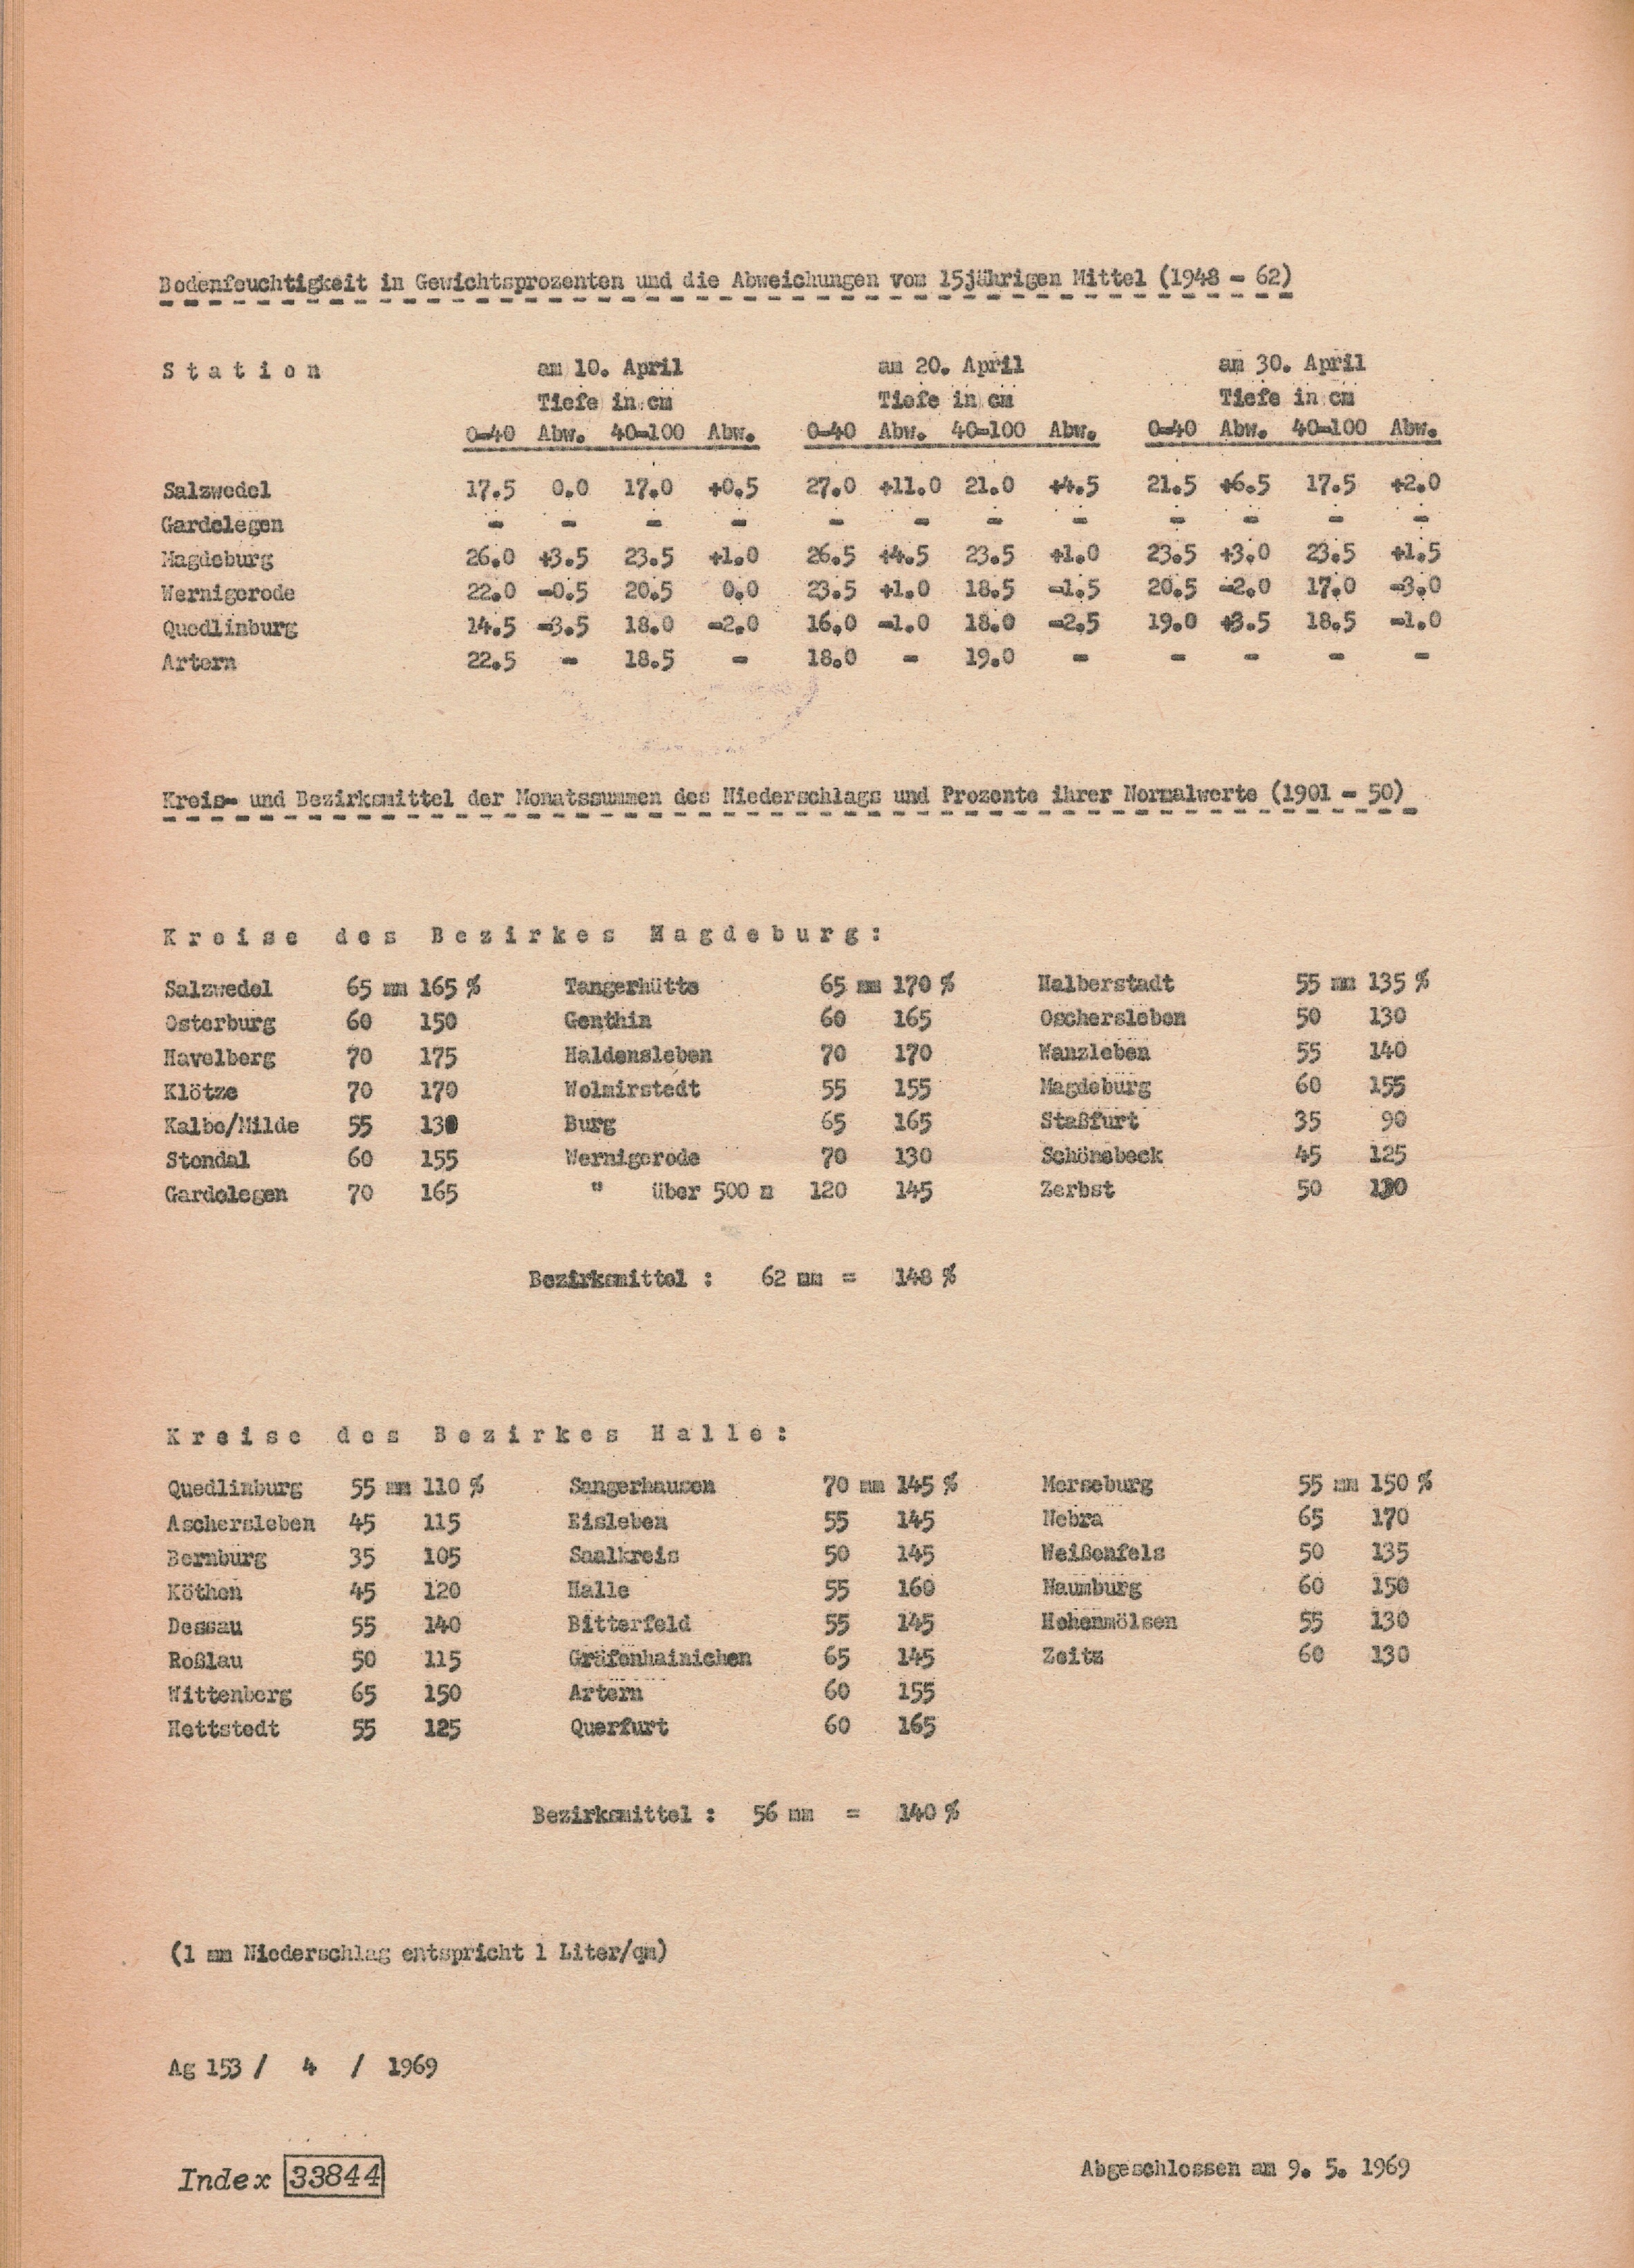 Bodenfeuchtigkeit in Gewichtsprozenten und die Abweichungen vom 15jährigen Mittel (1948 - 62)
Station am 10. April am 20. April am 30. April
Tiefe in cm Tiefe in cm Tiefe in cm
0-40 Abw. 40-100 Abw. 0-40 Abw. 40-100 Abw. 0-40 Abw. 40-100 Abw.
Salzwedel 17.5 0.0 17.0 +0.5 27.0 +11.0 21.0 +4.5 21.5 +6.5 17.5 +2.0
Gardelegen - - - - - - - - - - - -
Magdeburg 26.0 +3.5 23.5 +1.0 26.5 +4.5 23.5 +1.0 23.5 +3.0 23.5 +1.5
Wernigerode 22.0 -0.5 20.5 0.0 23.5 +1.0 18.5 -1.5 20.5 -2.0 17.0 -3.0
Quedlinburg 14.5 -3.5 18.0 -2.0 16.0 -1.0 18.0 -2.5 19.0 +3.5 18.5 -1.0
Artern 22.5 - 18.5 - 18.0 - 19.0 - - - - -
Kreis- und Bezirksmittel der Monatssummen des Niederschlags und Prozente ihrer Normalwerte (1901 - 50)
Kreise des Bezirkes Magdeburg:
Salzwedel 65 mm 165 % Tangerhütte 65 mm 170 % Halberstadt 55 mm 135 %
Osterburg 60 150 Genthin 60 165 Oschersleben 50 130
Havelberg 70 175 Haldensleben 70 170 Wanzleben 55 140
Klötze 70 170 Wolmirstedt 55 155 Magdeburg 60 155
Kalbe/Milde 55 130 Burg 65 165 Staßfurt 35 90
Stendal 60 155 Wernigerode 70 130 Schönebeck 45 125
Gardelegen 70 165 " über 500 m 120 145 Zerbst 50 130
Bezirksmittel : 62 mm = 148 %
Kreise des Bezirkes Halle:
Quedlinburg 55 mm 110 % Sangerhausen 70 mm 145 % Merseburg 55 mm 150 %
Aschersleben 45 115 Eisleben 55 145 Nebra 65 170
Bernburg 35 105 Saalkreis 50 145 Weißenfels 50 135
Köthen 45 120 Halle 55 160 Naumburg 60 150
Dessau 55 140 Bitterfeld 55 145 Hohenmölsen 55 130
Roßlau 50 115 Gräfenhainichen 65 145 Zeitz 60 130
Wittenberg 65 150 Artern 60 155
Hettstedt 55 125 Querfurt 60 165
Bezirksmittel : 56 mm = 140 %
(1 mm Niederschlag entspricht 1 Liter/qm)
Ag 153 / 4 / 1969
Index 33844
Abgeschlossen am 9. 5. 1969